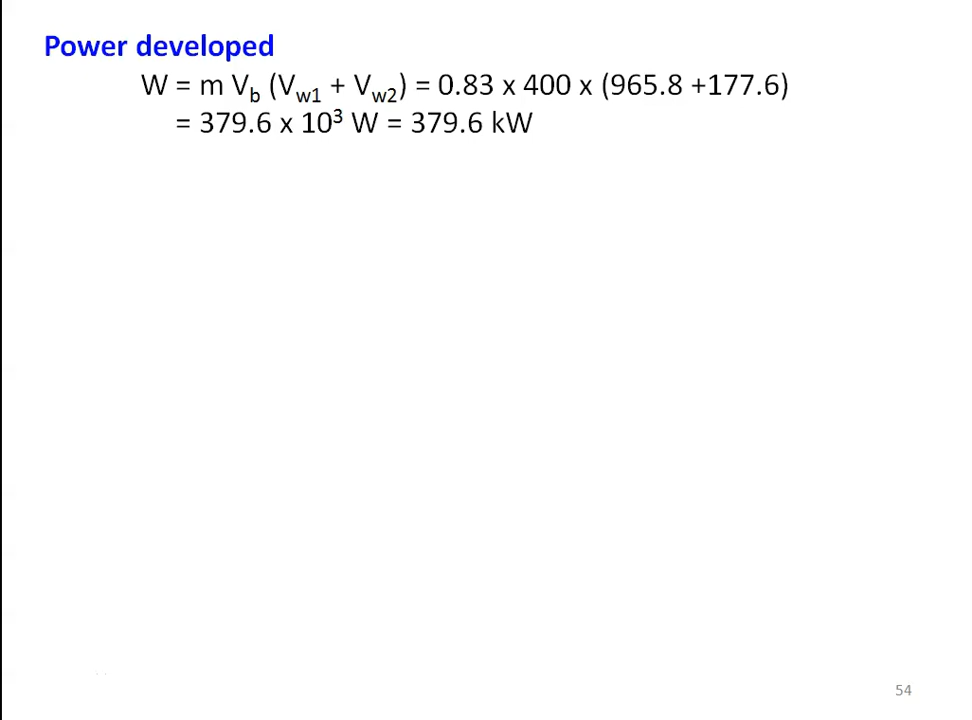 Power developed
W = m Vb (Vw1 + Vw2) = 0.83 x 400 x (965.8 +177.6)
= 379.6 x 10³ W = 379.6 kW
54